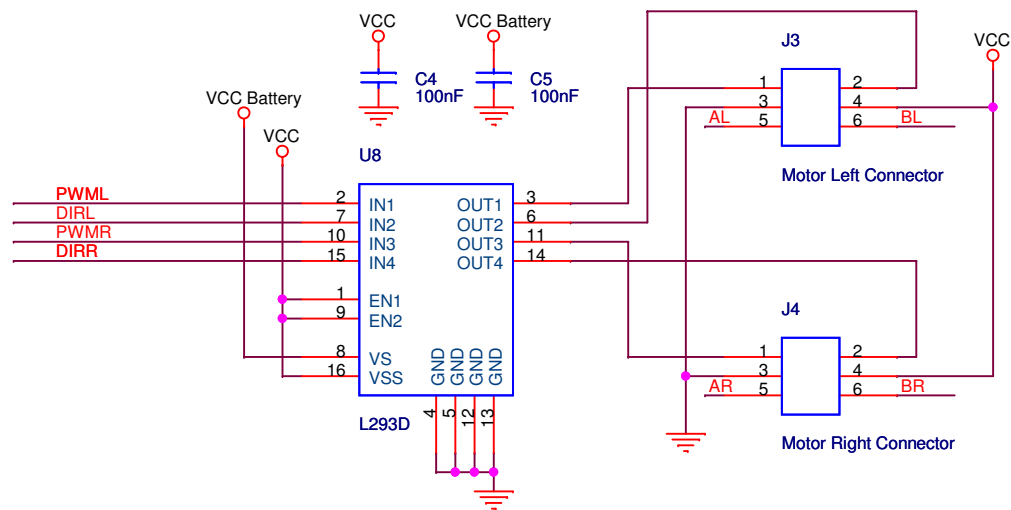 VCC
VCC Battery
C4
100nF
C5
100nF
VCC Battery
VCC
U8
PWML
DIRL
PWMR
DIRR
2
7
10
15
1
9
8
16
IN1
IN2
IN3
IN4
EN1
EN2
VS
VSS
OUT1
OUT2
OUT3
OUT4
3
6
11
14
GND
GND
GND
GND
4
5
12
13
L293D
J3
VCC
1 2
3 4
AL 5 6 BL
Motor Left Connector
J4
1 2
3 4
AR 5 6 BR
Motor Right Connector